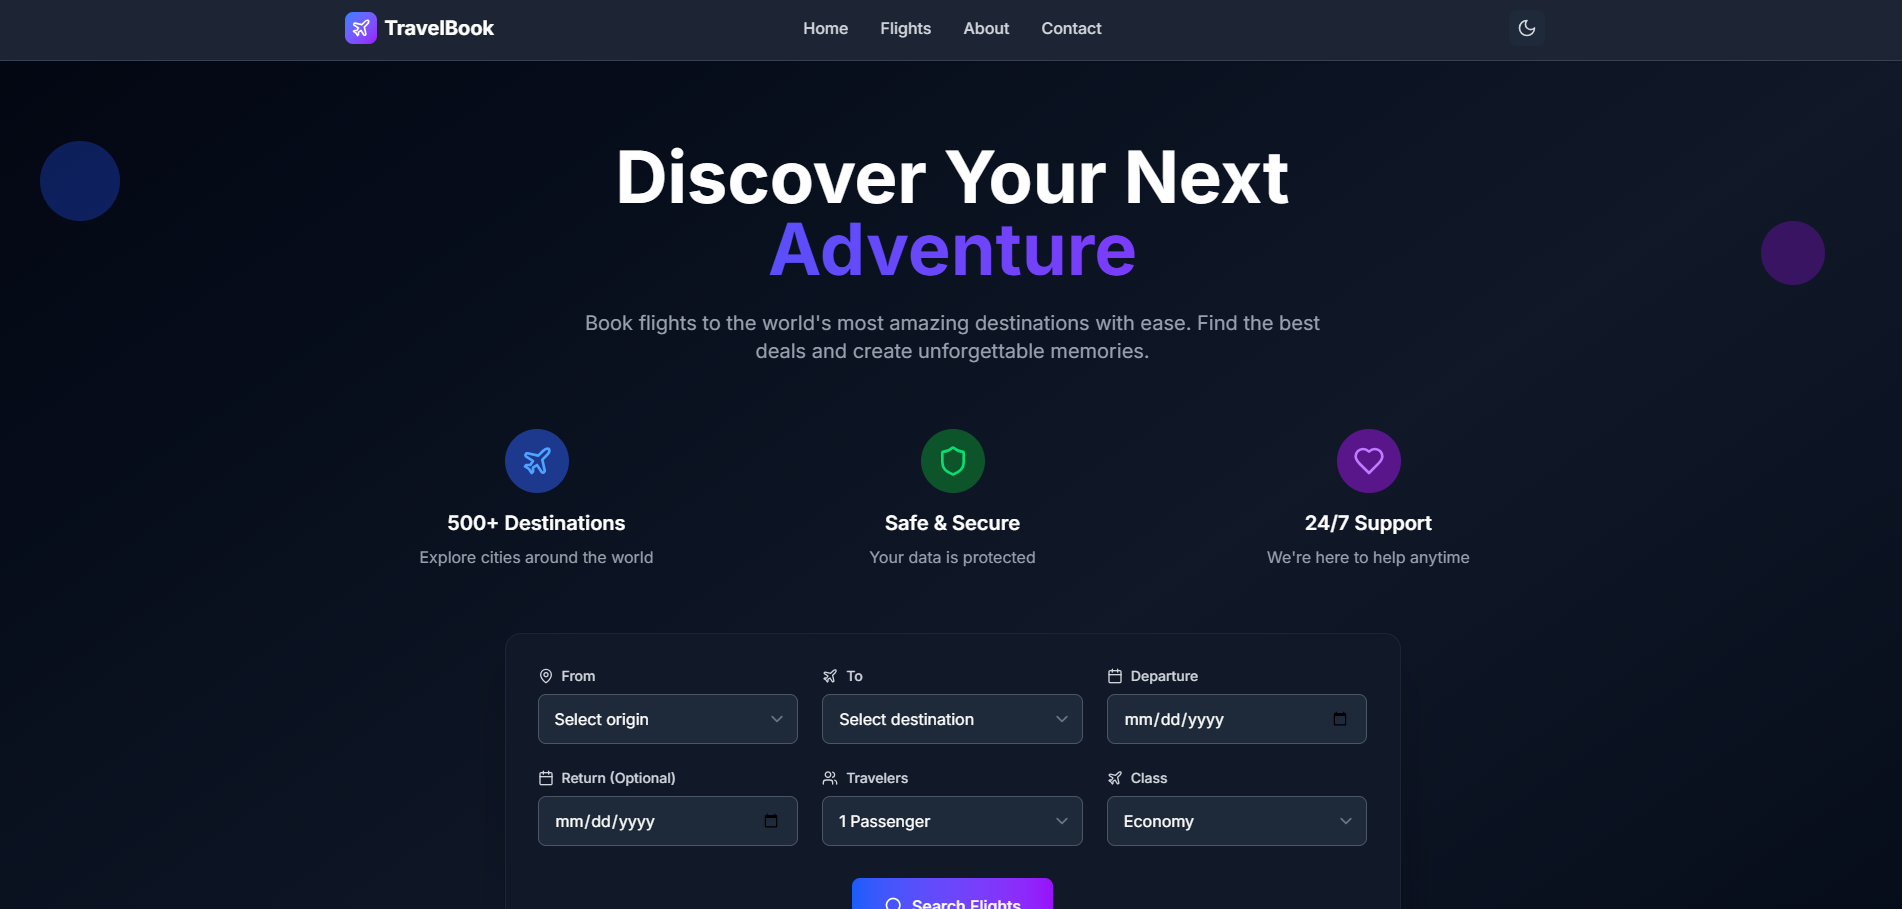 TravelBook
Home
Flights
About
Contact
Discover Your Next
Adventure
Book flights to the world's most amazing destinations with ease. Find the best
deals and create unforgettable memories.
500+ Destinations
Explore cities around the world
Safe & Secure
Your data is protected
24/7 Support
We're here to help anytime
From
Select origin
To
Select destination
Departure
mm/dd/yyyy
Return (Optional)
mm/dd/yyyy
Travelers
1 Passenger
Class
Economy
Search Flights